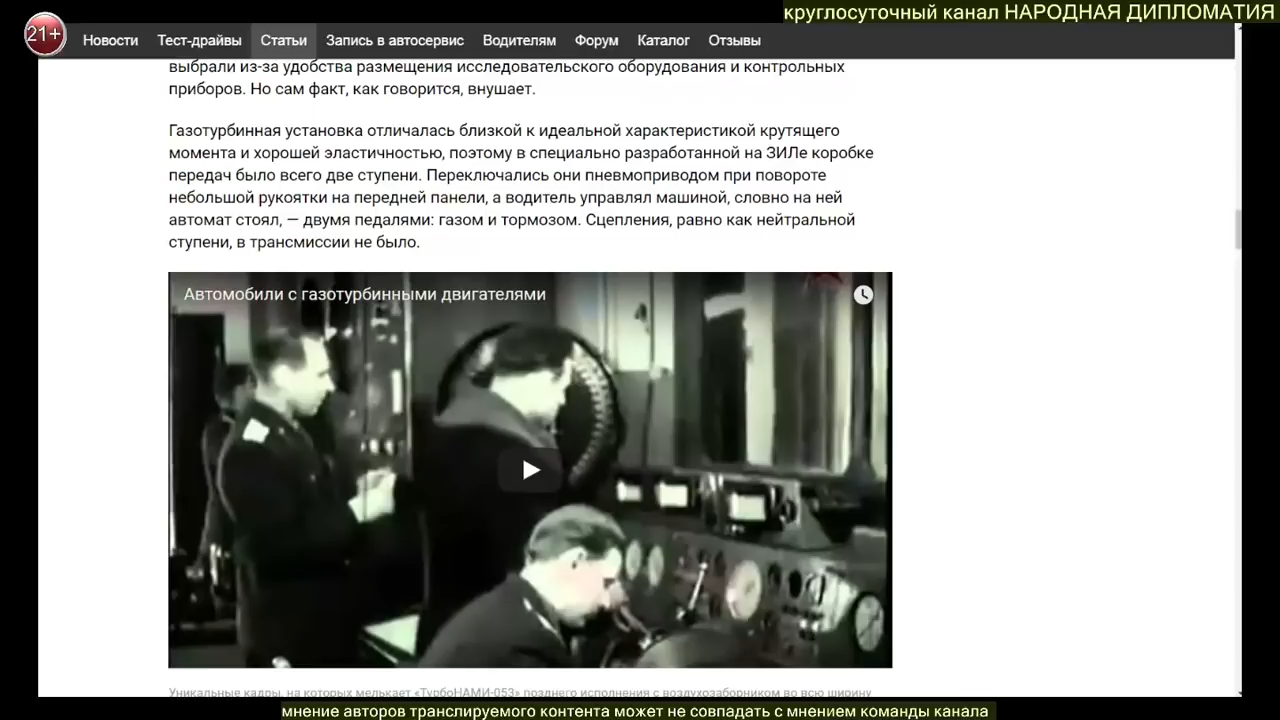 круглосуточный канал НАРОДНАЯ ДИПЛОМАТИЯ
21+
Новости Тест-драйвы Статьи Запись в автосервис Водителям Форум Каталог Отзывы
выбрали из-за удобства размещения исследовательского оборудования и контрольных
приборов. Но сам факт, как говорится, внушает.
Газотурбинная установка отличалась близкой к идеальной характеристикой крутящего
момента и хорошей эластичностью, поэтому в специально разработанной на ЗИЛе коробке
передач было всего две ступени. Переключались они пневмоприводом при повороте
небольшой рукоятки на передней панели, а водитель управлял машиной, словно на ней
автомат стоял, — двумя педалями: газом и тормозом. Сцепления, равно как нейтральной
ступени, в трансмиссии не было.
Автомобили с газотурбинными двигателями
Уникальные кадры, на которых мелькает «ТурбоНАМИ-053» позднего исполнения с воздухозаборником во всю ширину
мнение авторов транслируемого контента может не совпадать с мнением команды канала